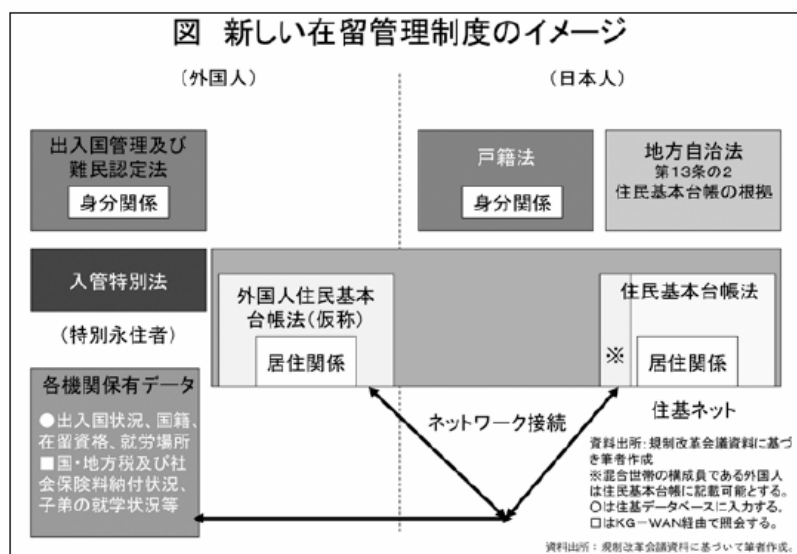 図 新しい在留管理制度のイメージ
（外国人）
（日本人）
出入国管理及び
難民認定法
身分関係
戸籍法
身分関係
地方自治法
第13条の2
住民基本台帳の根拠
入管特別法
（特別永住者）
外国人住民基本
台帳法（仮称）
居住関係
住民基本台帳法
※
居住関係
各機関保有データ
●出入国状況、国籍、
在留資格、就労場所
■国・地方税及び社
会保険料納付状況、
子弟の就学状況等
ネットワーク接続
住基ネット
資料出所：規制改革会議資料に基づ
き筆者作成
※混合世帯の構成員である外国人
は住民基本台帳に記載可能とする。
○は住基データベースに入力する。
□はKG－WAN経由で照会する。
資料出所：規制改革会議資料に基づいて筆者作成。